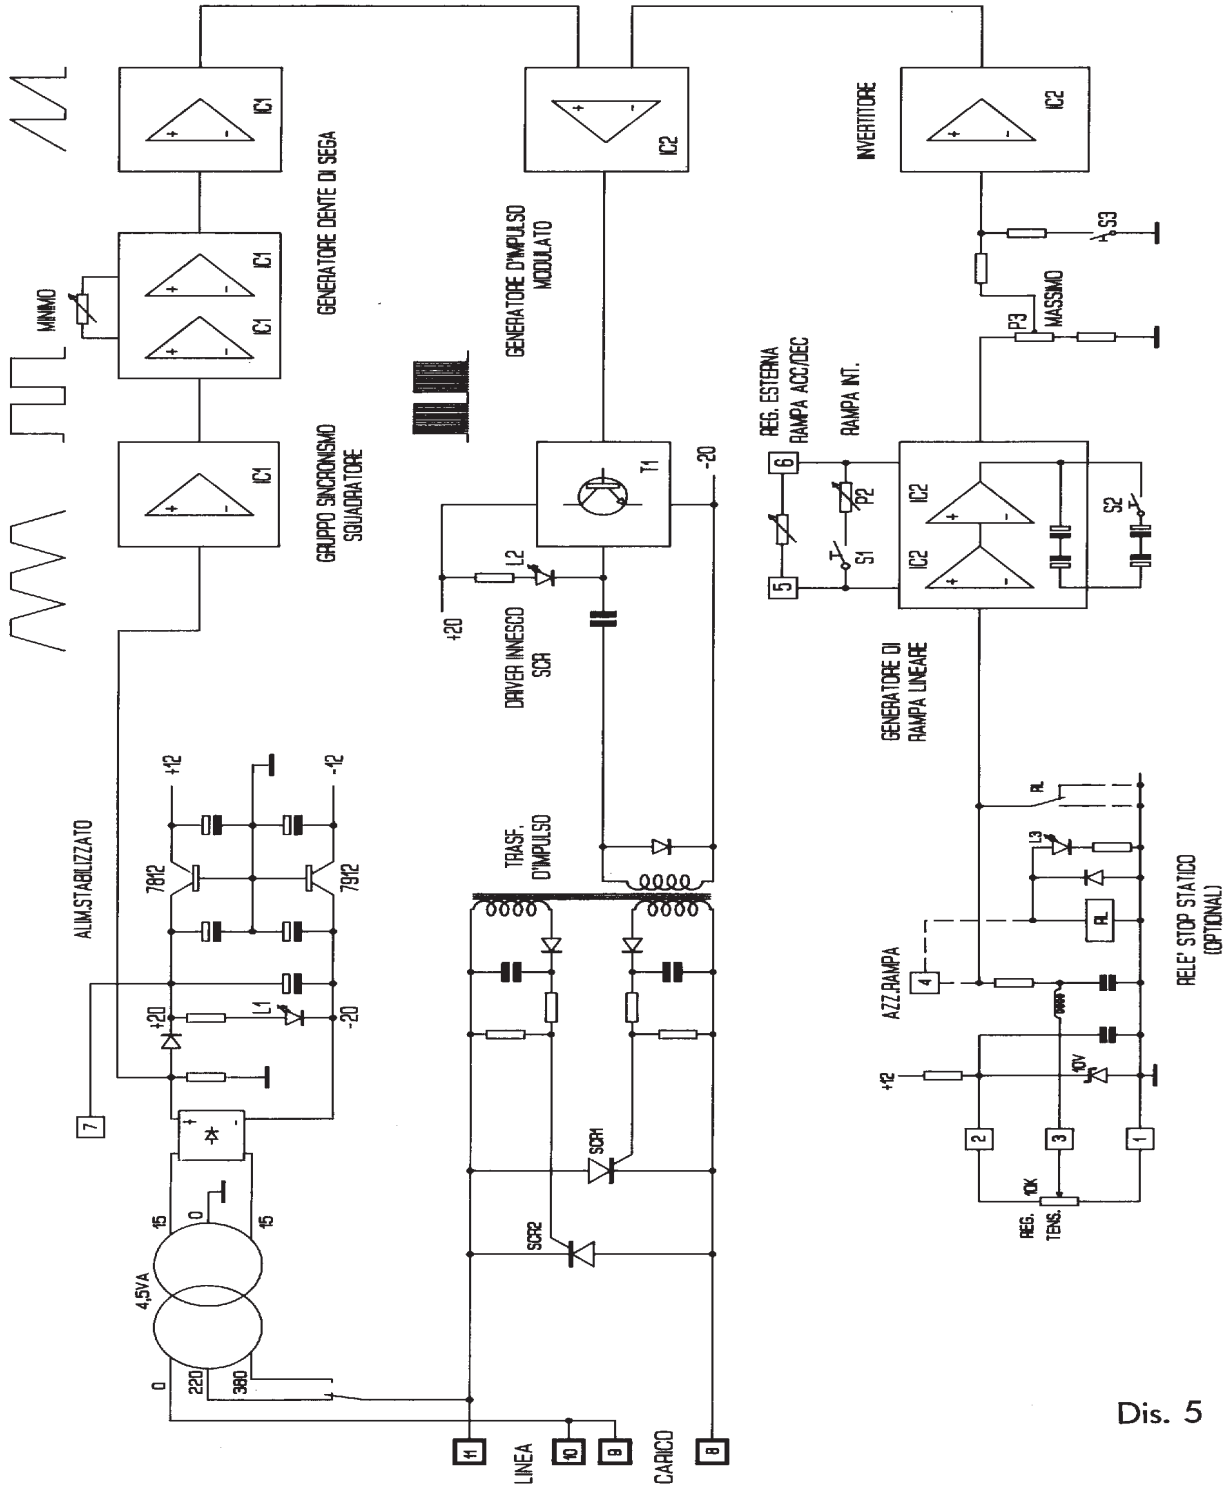 MINIMO
+
-
IC1
+
-
IC1
+
-
IC1
+
-
IC1
GENERATORE DENTE DI SEGA
GRUPPO SINCRONISMO
SQUADRATORE
ALIM.STABILIZZATO
7812
+12
7912
-12
+20
L1
-20
7
+
-
15
0
15
4,5VA
0
220
380
+
-
IC2
GENERATORE D'IMPULSO
MODULATO
T1
-20
L2
+20
DRIVER INNESCO
SCR
TRASF.
D'IMPULSO
SCR1
SCR2
11
LINEA
10
9
CARICO
8
INVERTITORE
+
-
IC2
S3
P3
MASSIMO
REG. ESTERNA
RAMPA ACC/DEC
RAMPA INT.
6
P2
5
S1
IC2
+
-
IC2
+
-
S2
GENERATORE DI
RAMPA LINEARE
RL
L3
RL
AZZ.RAMPA
4
RELE' STOP STATICO
(OPTIONAL)
+12
10V
2
3
1
10K
REG.
TENS.
Dis. 5